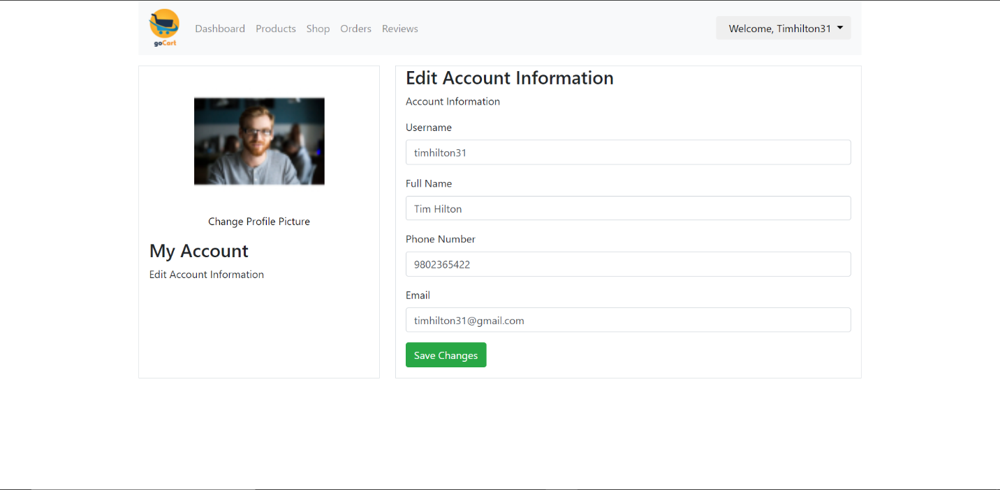 goCart
Dashboard Products Shop Orders Reviews
Welcome, Timhilton31
Change Profile Picture
My Account
Edit Account Information
Edit Account Information
Account Information
Username
timhilton31
Full Name
Tim Hilton
Phone Number
9802365422
Email
timhilton31@gmail.com
Save Changes